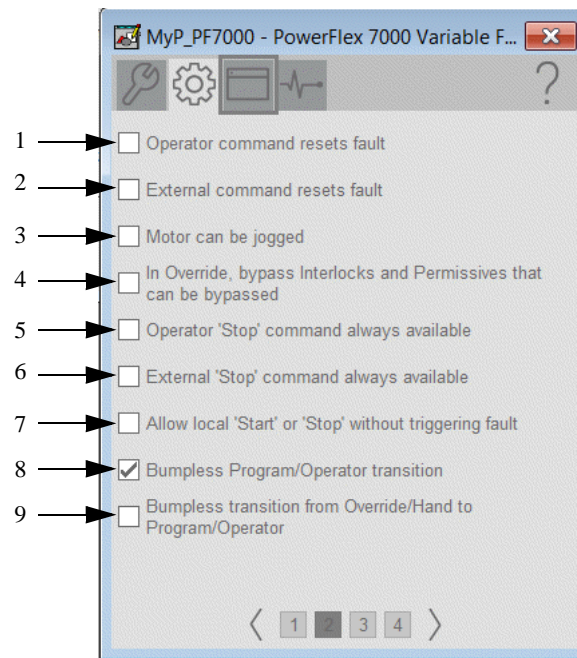 MyP_PF7000 - PowerFlex 7000 Variable F...
?
1 Operator command resets fault
2 External command resets fault
3 Motor can be jogged
4 In Override, bypass Interlocks and Permissives that
can be bypassed
5 Operator 'Stop' command always available
6 External 'Stop' command always available
7 Allow local 'Start' or 'Stop' without triggering fault
8 Bumpless Program/Operator transition
9 Bumpless transition from Override/Hand to
Program/Operator
1 2 3 4